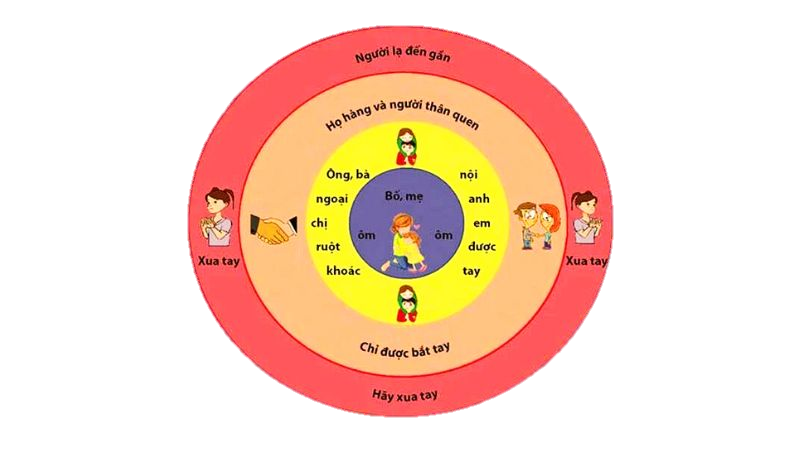 Người lạ đến gần
Họ hàng và người thân quen
Ông, bà nội
ngoại anh
chị em
ruột được
khoác tay
Bố, mẹ
ôm ôm
Xua tay
Xua tay
Chỉ được bắt tay
Hãy xua tay